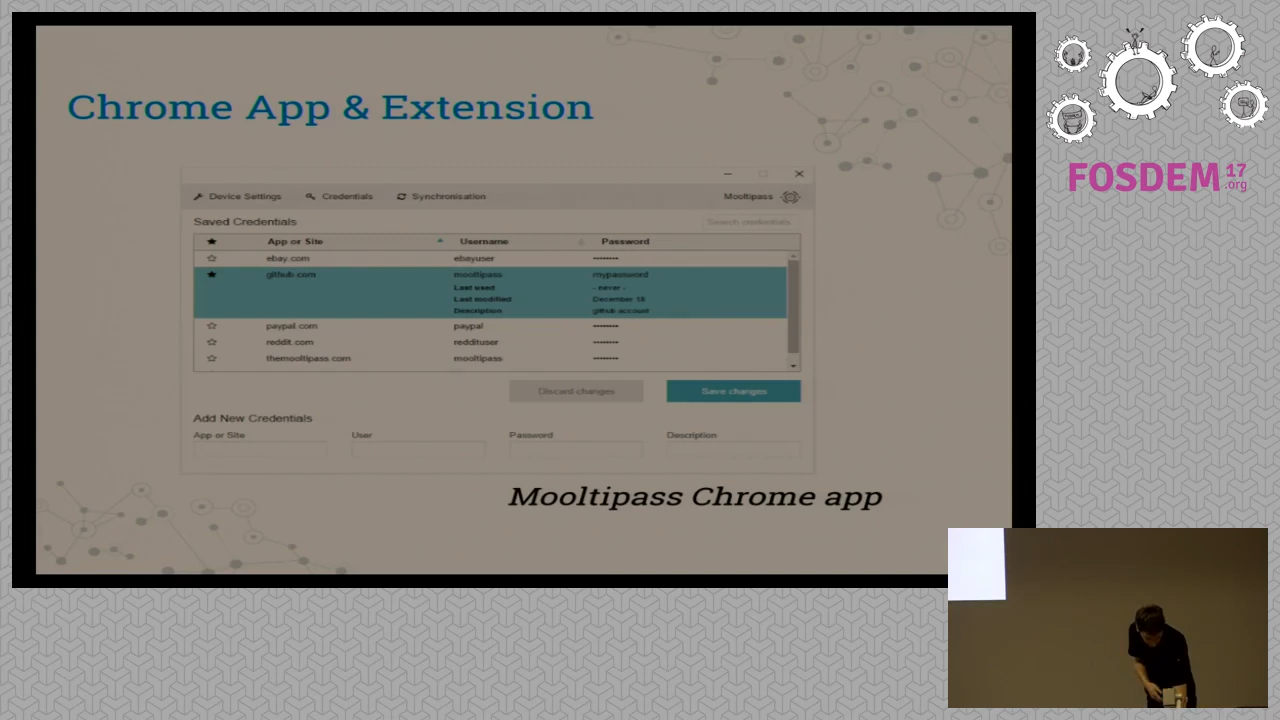 Chrome App & Extension
Device Settings Credentials Synchronisation Mooltipass
Saved Credentials Search credentials
App or Site Username Password
ebay.com ebayuser ••••••••
github.com mooltipass mypassword
Last used - never -
Last modified December 16
Description github account
paypal.com paypal ••••••••
reddit.com reddituser ••••••••
themooltipass.com mooltipass ••••••••
Discard changes Save changes
Add New Credentials
App or Site User Password Description
Mooltipass Chrome app
FOSDEM 17 .org